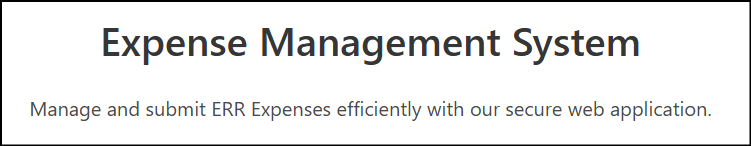 Expense Management System
Manage and submit ERR Expenses efficiently with our secure web application.